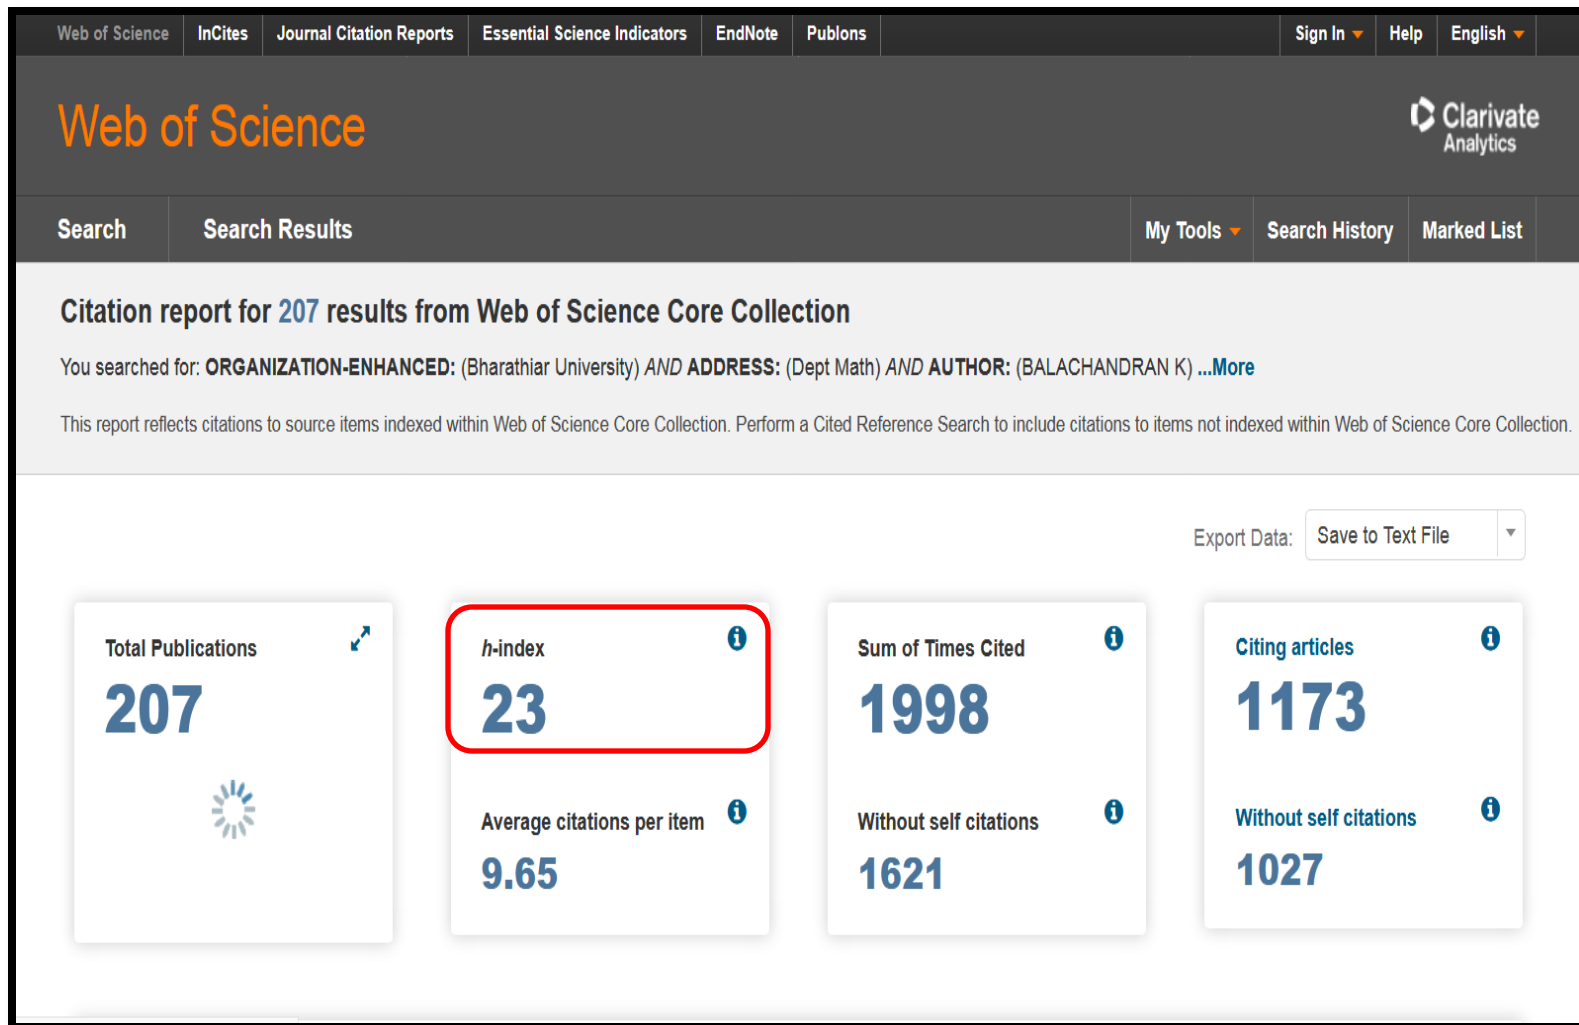 Web of Science InCites Journal Citation Reports Essential Science Indicators EndNote Publons Sign In Help English
Web of Science
Clarivate
Analytics
Search Search Results My Tools Search History Marked List
Citation report for 207 results from Web of Science Core Collection
You searched for: ORGANIZATION-ENHANCED: (Bharathiar University) AND ADDRESS: (Dept Math) AND AUTHOR: (BALACHANDRAN K) ...More
This report reflects citations to source items indexed within Web of Science Core Collection. Perform a Cited Reference Search to include citations to items not indexed within Web of Science Core Collection.
Export Data: Save to Text File
Total Publications
207
h-index
23
Average citations per item
9.65
Sum of Times Cited
1998
Without self citations
1621
Citing articles
1173
Without self citations
1027